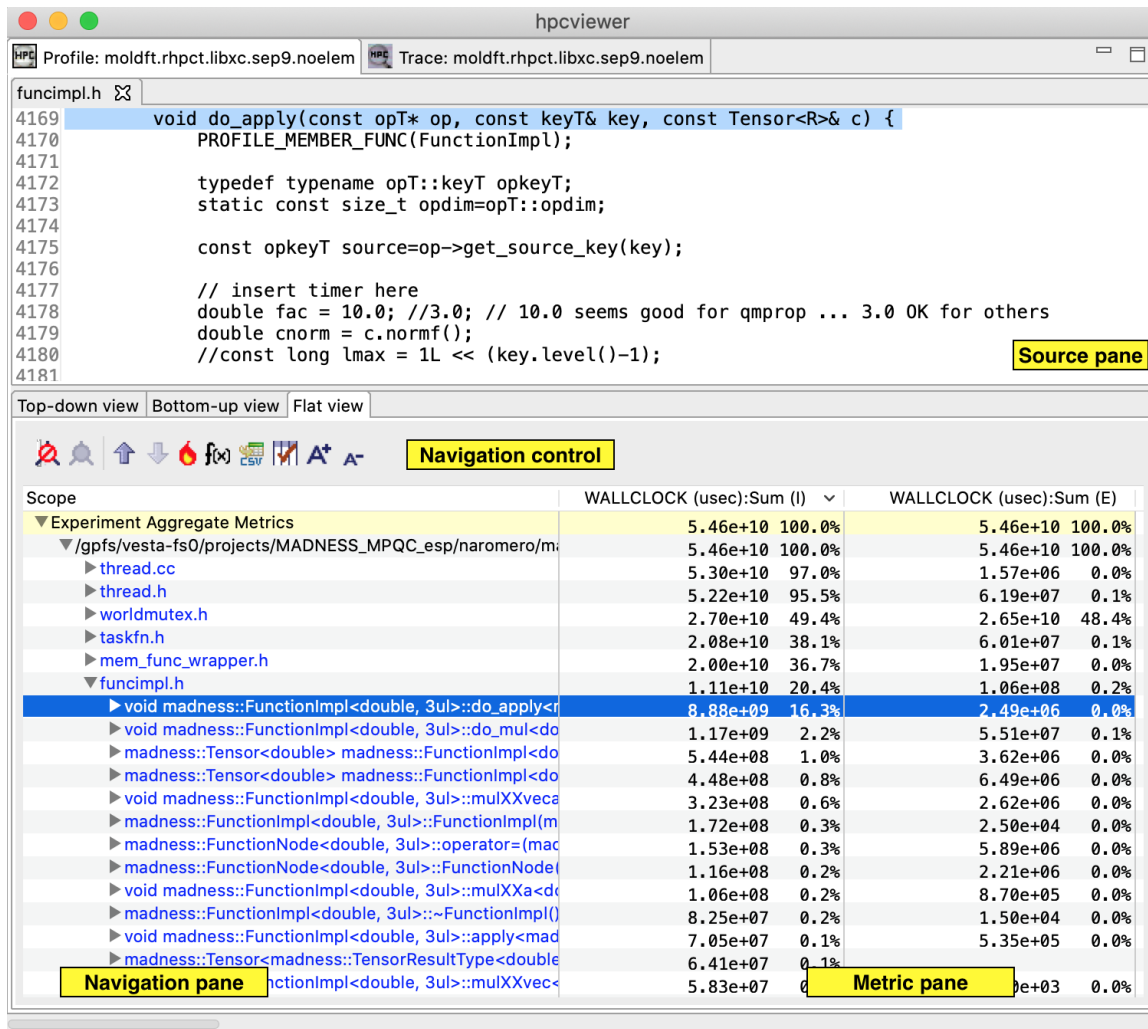 hpcviewer
HPC Profile: moldft.rhpct.libxc.sep9.noelem HPC Trace: moldft.rhpct.libxc.sep9.noelem
funcimpl.h
4169 void do_apply(const opT* op, const keyT& key, const Tensor<R>& c) {
4170 PROFILE_MEMBER_FUNC(FunctionImpl);
4171
4172 typedef typename opT::keyT opkeyT;
4173 static const size_t opdim=opT::opdim;
4174
4175 const opkeyT source=op->get_source_key(key);
4176
4177 // insert timer here
4178 double fac = 10.0; //3.0; // 10.0 seems good for qmprop ... 3.0 OK for others
4179 double cnorm = c.normf();
4180 //const long lmax = 1L << (key.level()-1);
4181
Source pane
Top-down view Bottom-up view Flat view
f(x) CSV A+ A-
Navigation control
Scope WALLCLOCK (usec):Sum (I) WALLCLOCK (usec):Sum (E)
Experiment Aggregate Metrics 5.46e+10 100.0% 5.46e+10 100.0%
/gpfs/vesta-fs0/projects/MADNESS_MPQC_esp/naromero/ma 5.46e+10 100.0% 5.46e+10 100.0%
thread.cc 5.30e+10 97.0% 1.57e+06 0.0%
thread.h 5.22e+10 95.5% 6.19e+07 0.1%
worldmutex.h 2.70e+10 49.4% 2.65e+10 48.4%
taskfn.h 2.08e+10 38.1% 6.01e+07 0.1%
mem_func_wrapper.h 2.00e+10 36.7% 1.95e+07 0.0%
funcimpl.h 1.11e+10 20.4% 1.06e+08 0.2%
void madness::FunctionImpl<double, 3ul>::do_apply< 8.88e+09 16.3% 2.49e+06 0.0%
void madness::FunctionImpl<double, 3ul>::do_mul<do 1.17e+09 2.2% 5.51e+07 0.1%
madness::Tensor<double> madness::FunctionImpl<do 5.44e+08 1.0% 3.62e+06 0.0%
madness::Tensor<double> madness::FunctionImpl<do 4.48e+08 0.8% 6.49e+06 0.0%
void madness::FunctionImpl<double, 3ul>::mulXXveca 3.23e+08 0.6% 2.62e+06 0.0%
madness::FunctionImpl<double, 3ul>::FunctionImpl(m 1.72e+08 0.3% 2.50e+04 0.0%
madness::FunctionNode<double, 3ul>::operator=(mad 1.53e+08 0.3% 5.89e+06 0.0%
madness::FunctionNode<double, 3ul>::FunctionNode( 1.16e+08 0.2% 2.21e+06 0.0%
void madness::FunctionImpl<double, 3ul>::mulXXa<do 1.06e+08 0.2% 8.70e+05 0.0%
madness::FunctionImpl<double, 3ul>::~FunctionImpl() 8.25e+07 0.2% 1.50e+04 0.0%
void madness::FunctionImpl<double, 3ul>::apply<mad 7.05e+07 0.1% 5.35e+05 0.0%
madness::Tensor<madness::TensorResultType<double 6.41e+07 0.1%
Navigation pane nctionImpl<double, 3ul>::mulXXvec< 5.83e+07 Metric pane e+03 0.0%